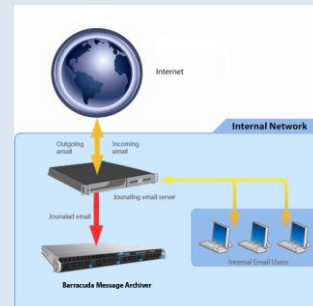 Internet
Internal Network
Outgoing email
Incoming email
Journaling email server
Journaled email
Internal Email Users
Barracuda Message Archiver